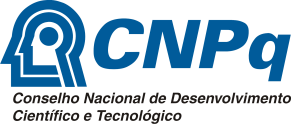 CNPq
Conselho Nacional de Desenvolvimento
Científico e Tecnológico